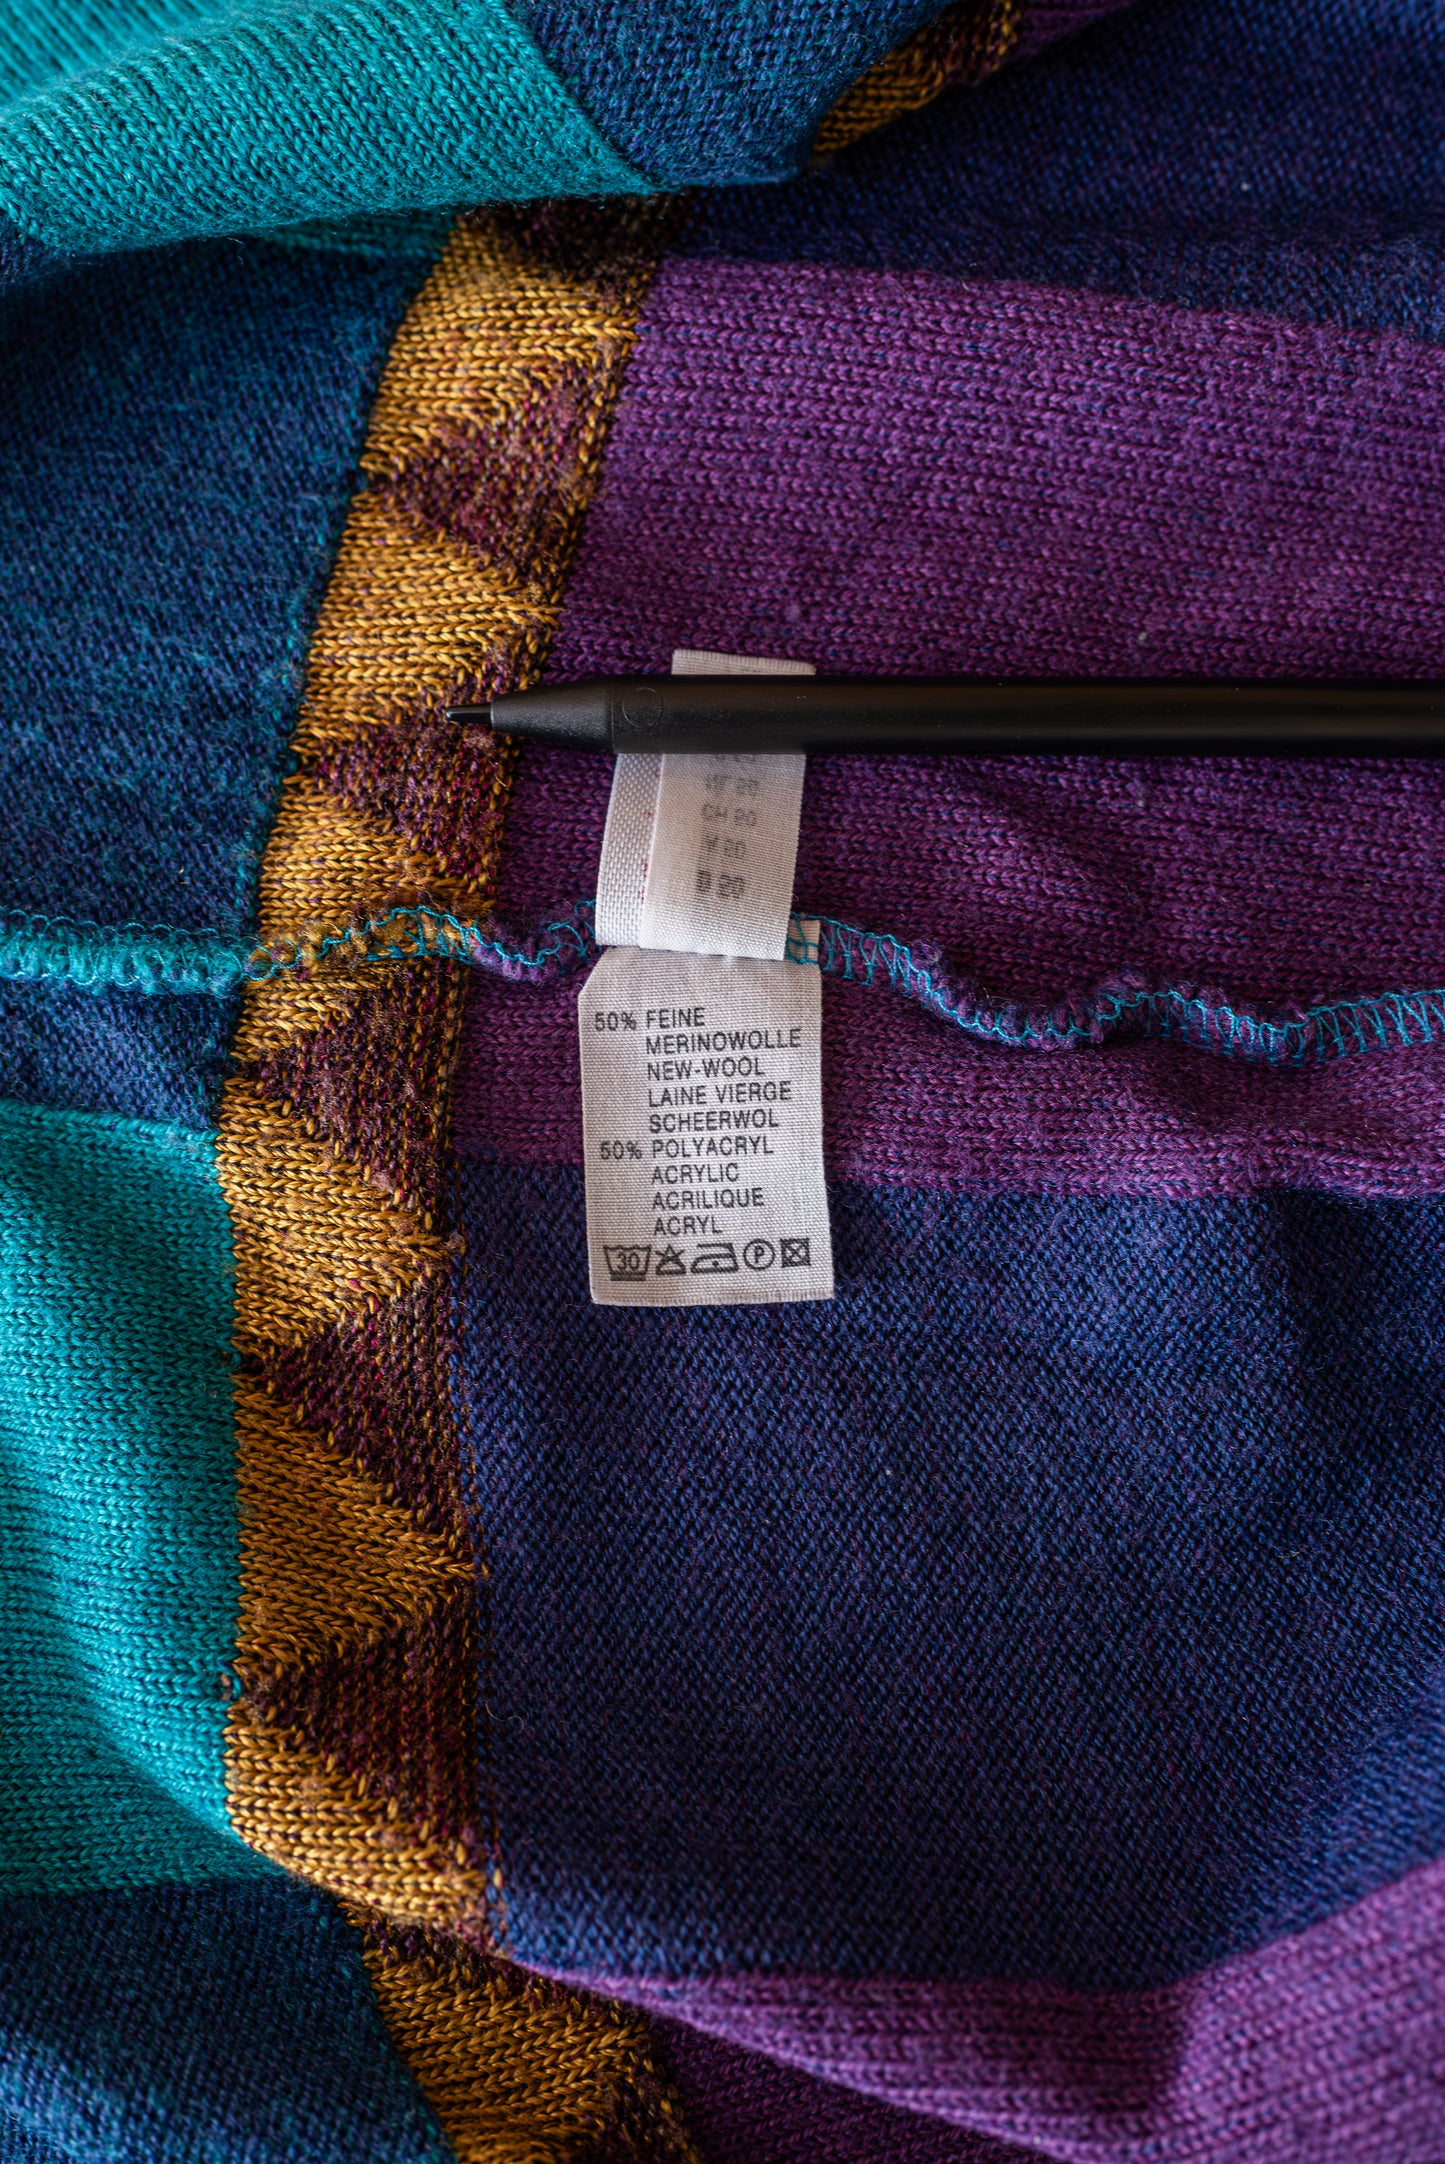 50% FEINE
MERINOWOLLE
NEW-WOOL
LAINE VIERGE
SCHEERWOL
50% POLYACRYL
ACRYLIC
ACRILIQUE
ACRYL
30 P